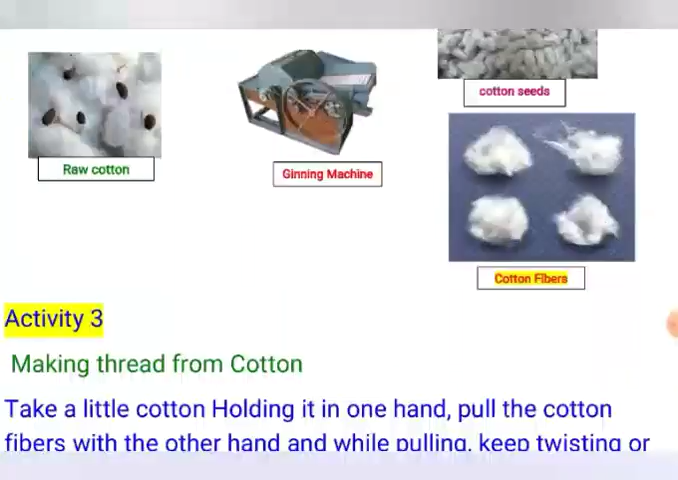 cotton seeds
Raw cotton
Ginning Machine
Cotton Fibers
Activity 3
Making thread from Cotton
Take a little cotton Holding it in one hand, pull the cotton
fibers with the other hand and while pulling, keep twisting or